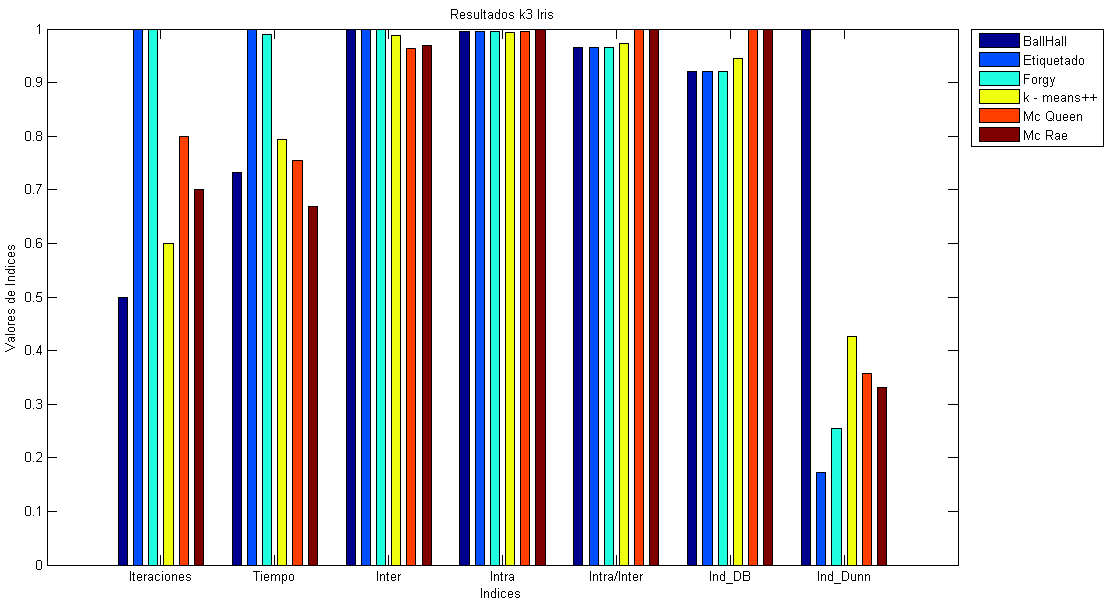 Resultados k3 Iris
BallHall
Etiquetado
Forgy
k - means++
Mc Queen
Mc Rae
Valores de Indices
1
0.9
0.8
0.7
0.6
0.5
0.4
0.3
0.2
0.1
0
Iteraciones Tiempo Inter Intra Intra/Inter Ind_DB Ind_Dunn
Indices